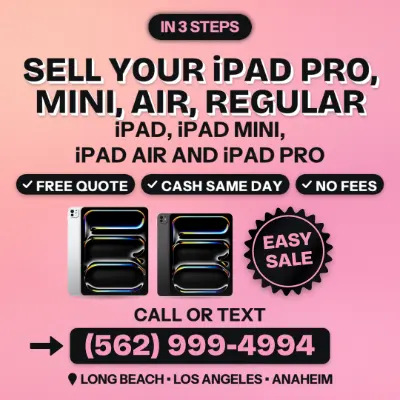 IN 3 STEPS
SELL YOUR iPAD PRO,
MINI, AIR, REGULAR
iPAD, iPAD MINI,
iPAD AIR AND iPAD PRO
FREE QUOTE CASH SAME DAY NO FEES
EASY
SALE
CALL OR TEXT
(562) 999-4994
LONG BEACH • LOS ANGELES • ANAHEIM